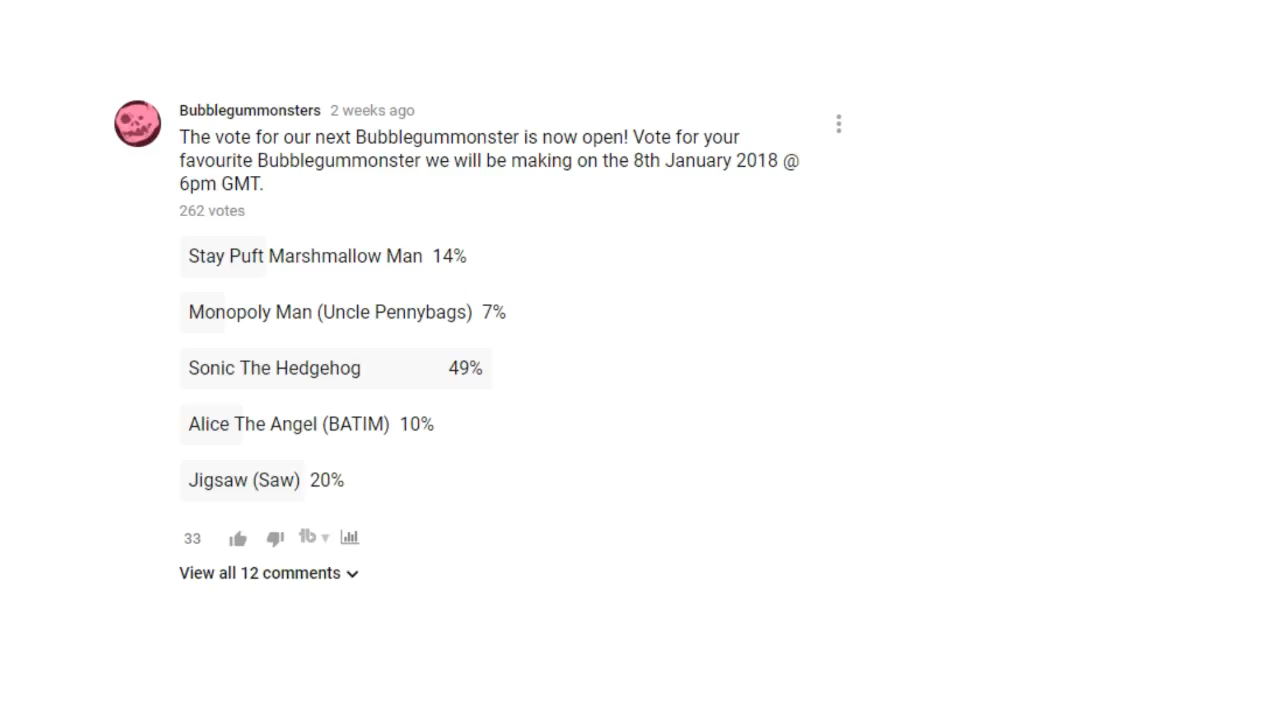 Bubblegummonsters 2 weeks ago
The vote for our next Bubblegummonster is now open! Vote for your
favourite Bubblegummonster we will be making on the 8th January 2018 @
6pm GMT.
262 votes
Stay Puft Marshmallow Man 14%
Monopoly Man (Uncle Pennybags) 7%
Sonic The Hedgehog 49%
Alice The Angel (BATIM) 10%
Jigsaw (Saw) 20%
33 tb
View all 12 comments